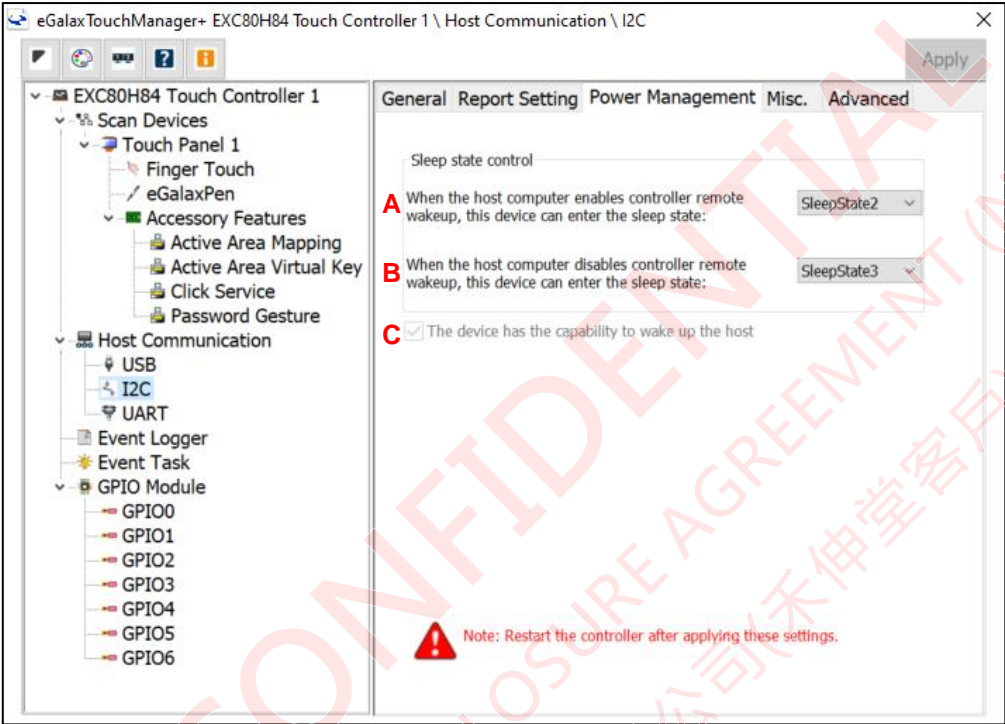 eGalaxTouchManager+ EXC80H84 Touch Controller 1 \ Host Communication \ I2C
Apply
EXC80H84 Touch Controller 1
Scan Devices
Touch Panel 1
Finger Touch
eGalaxPen
Accessory Features
Active Area Mapping
Active Area Virtual Key
Click Service
Password Gesture
Host Communication
USB
I2C
UART
Event Logger
Event Task
GPIO Module
GPIO0
GPIO1
GPIO2
GPIO3
GPIO4
GPIO5
GPIO6
General Report Setting Power Management Misc. Advanced
Sleep state control
A When the host computer enables controller remote
wakeup, this device can enter the sleep state:
SleepState2
B When the host computer disables controller remote
wakeup, this device can enter the sleep state:
SleepState3
C The device has the capability to wake up the host
Note: Restart the controller after applying these settings.
CONFIDENTIAL
AGREEMENT